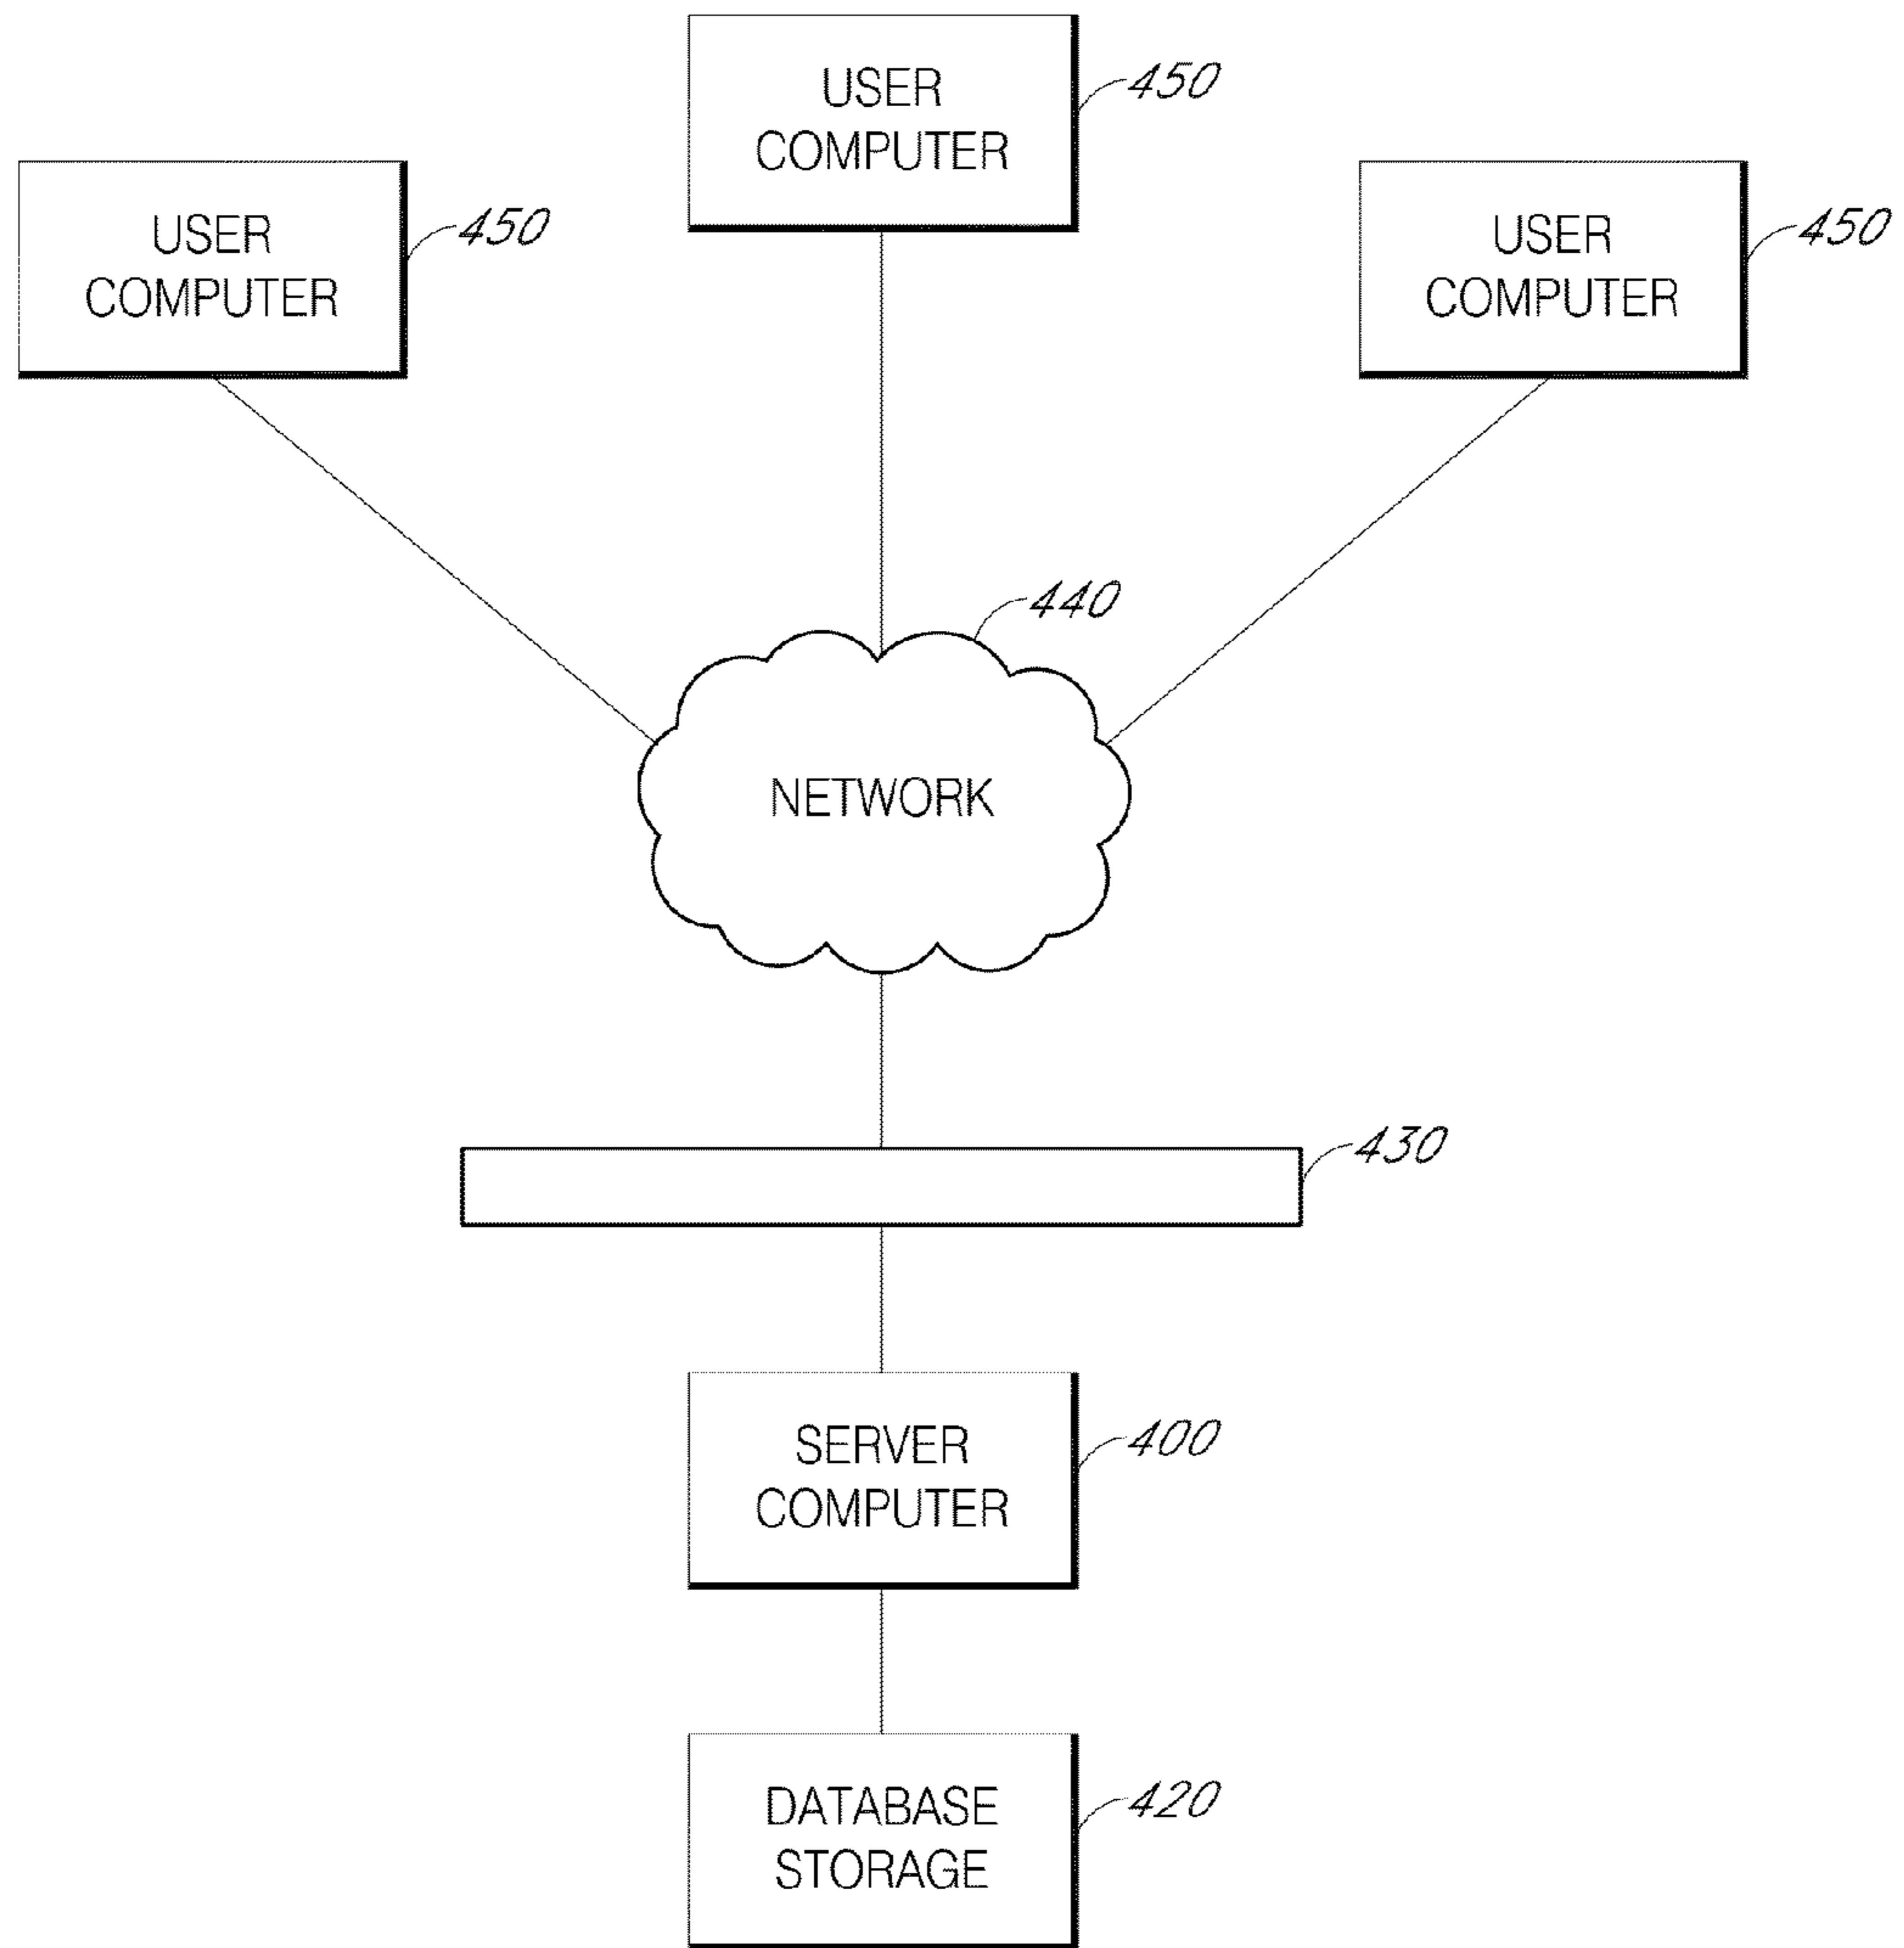 USER
COMPUTER
450
USER
COMPUTER
450
USER
COMPUTER
450
440
NETWORK
430
SERVER
COMPUTER
400
DATABASE
STORAGE
420